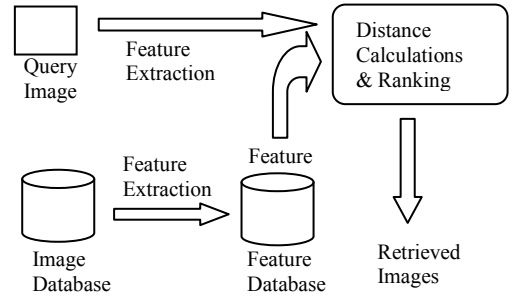 Query
Image
Feature
Extraction
Distance
Calculations
& Ranking
Feature
Extraction
Feature
Image
Database
Feature
Database
Retrieved
Images